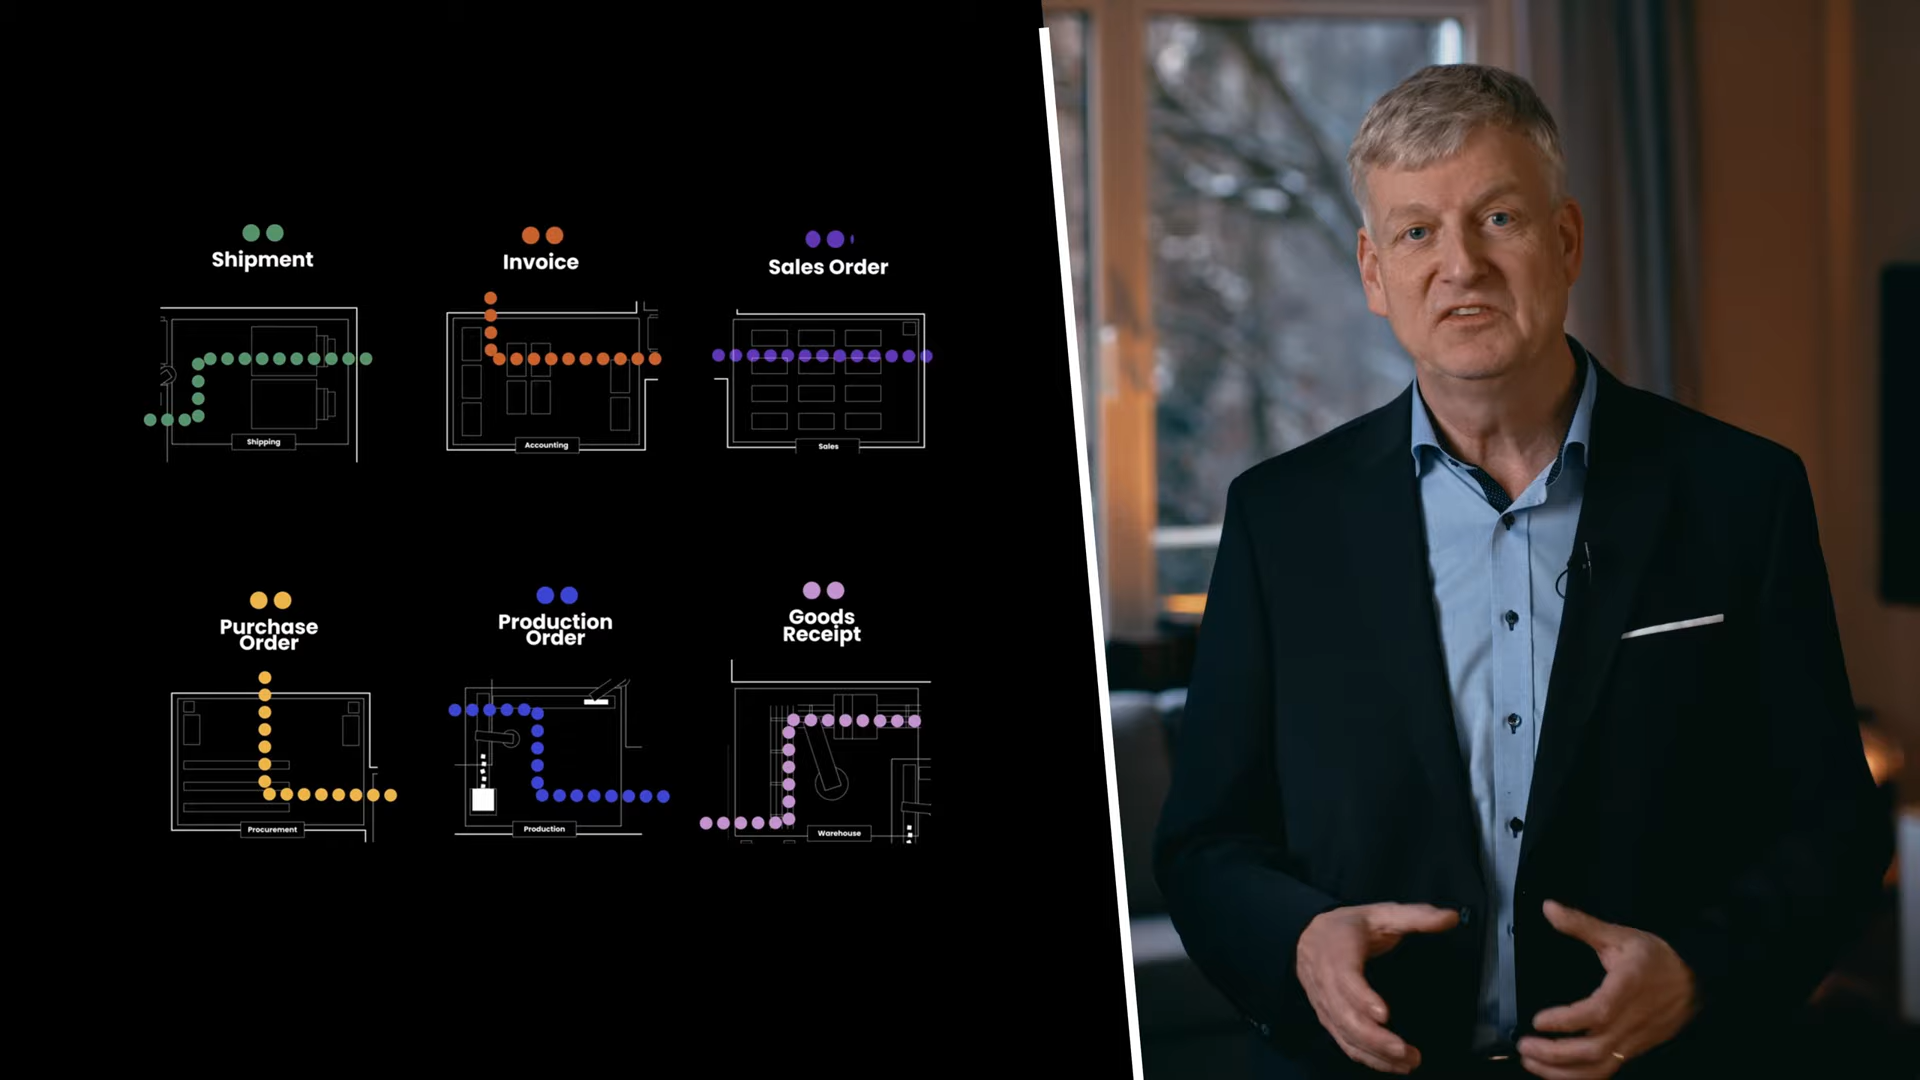 Shipment
Invoice
Sales Order
Shipping
Accounting
Sales
Purchase
Order
Production
Order
Goods
Receipt
Procurement
Production
Warehouse